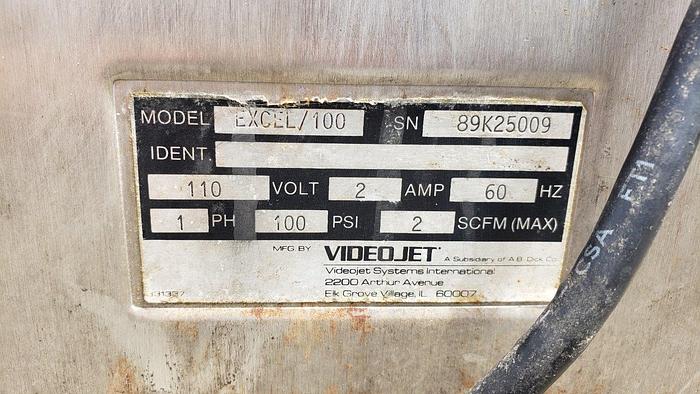 MODEL EXCEL/100 SN 89K25009
IDENT.
110 VOLT 2 AMP 60 HZ
1 PH 100 PSI 2 SCFM (MAX)
MFG. BY VIDEOJET A Subsidiary of A.B. Dick Co.
Videojet Systems International
2200 Arthur Avenue
Elk Grove Village, IL 60007
CSA FT1